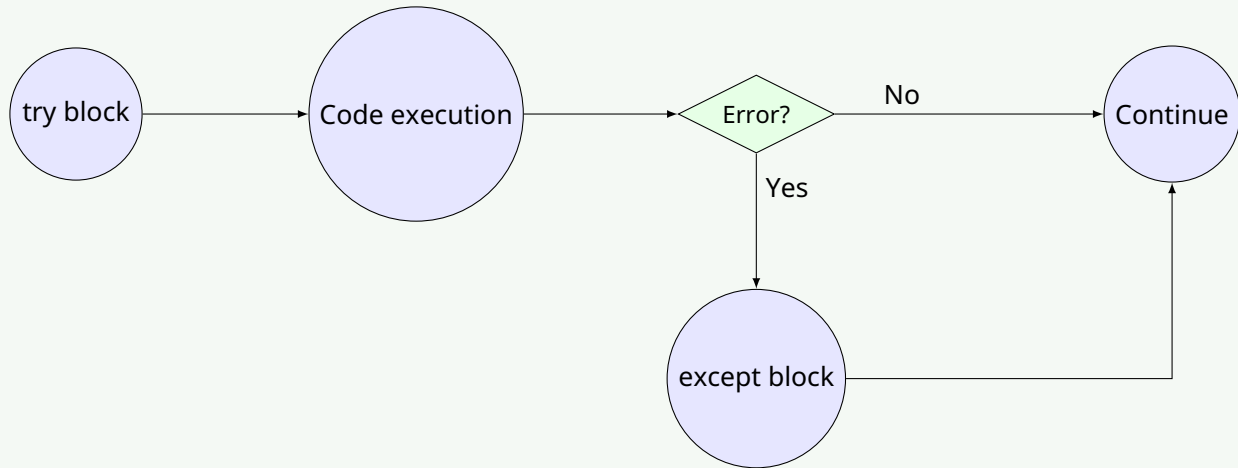 try block
Code execution
Error?
No
Continue
Yes
except block